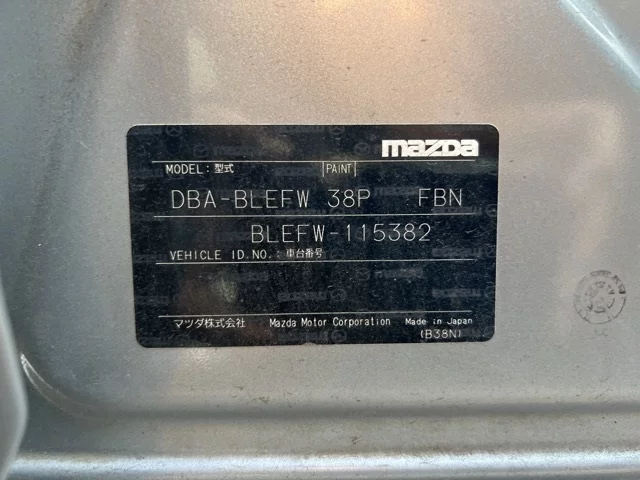 mazda
MODEL:型式 PAINT
DBA-BLEFW 38P FBN
BLEFW-115382
VEHICLE ID.NO.:車台番号
マツダ株式会社 Mazda Motor Corporation Made in Japan
(B38N)